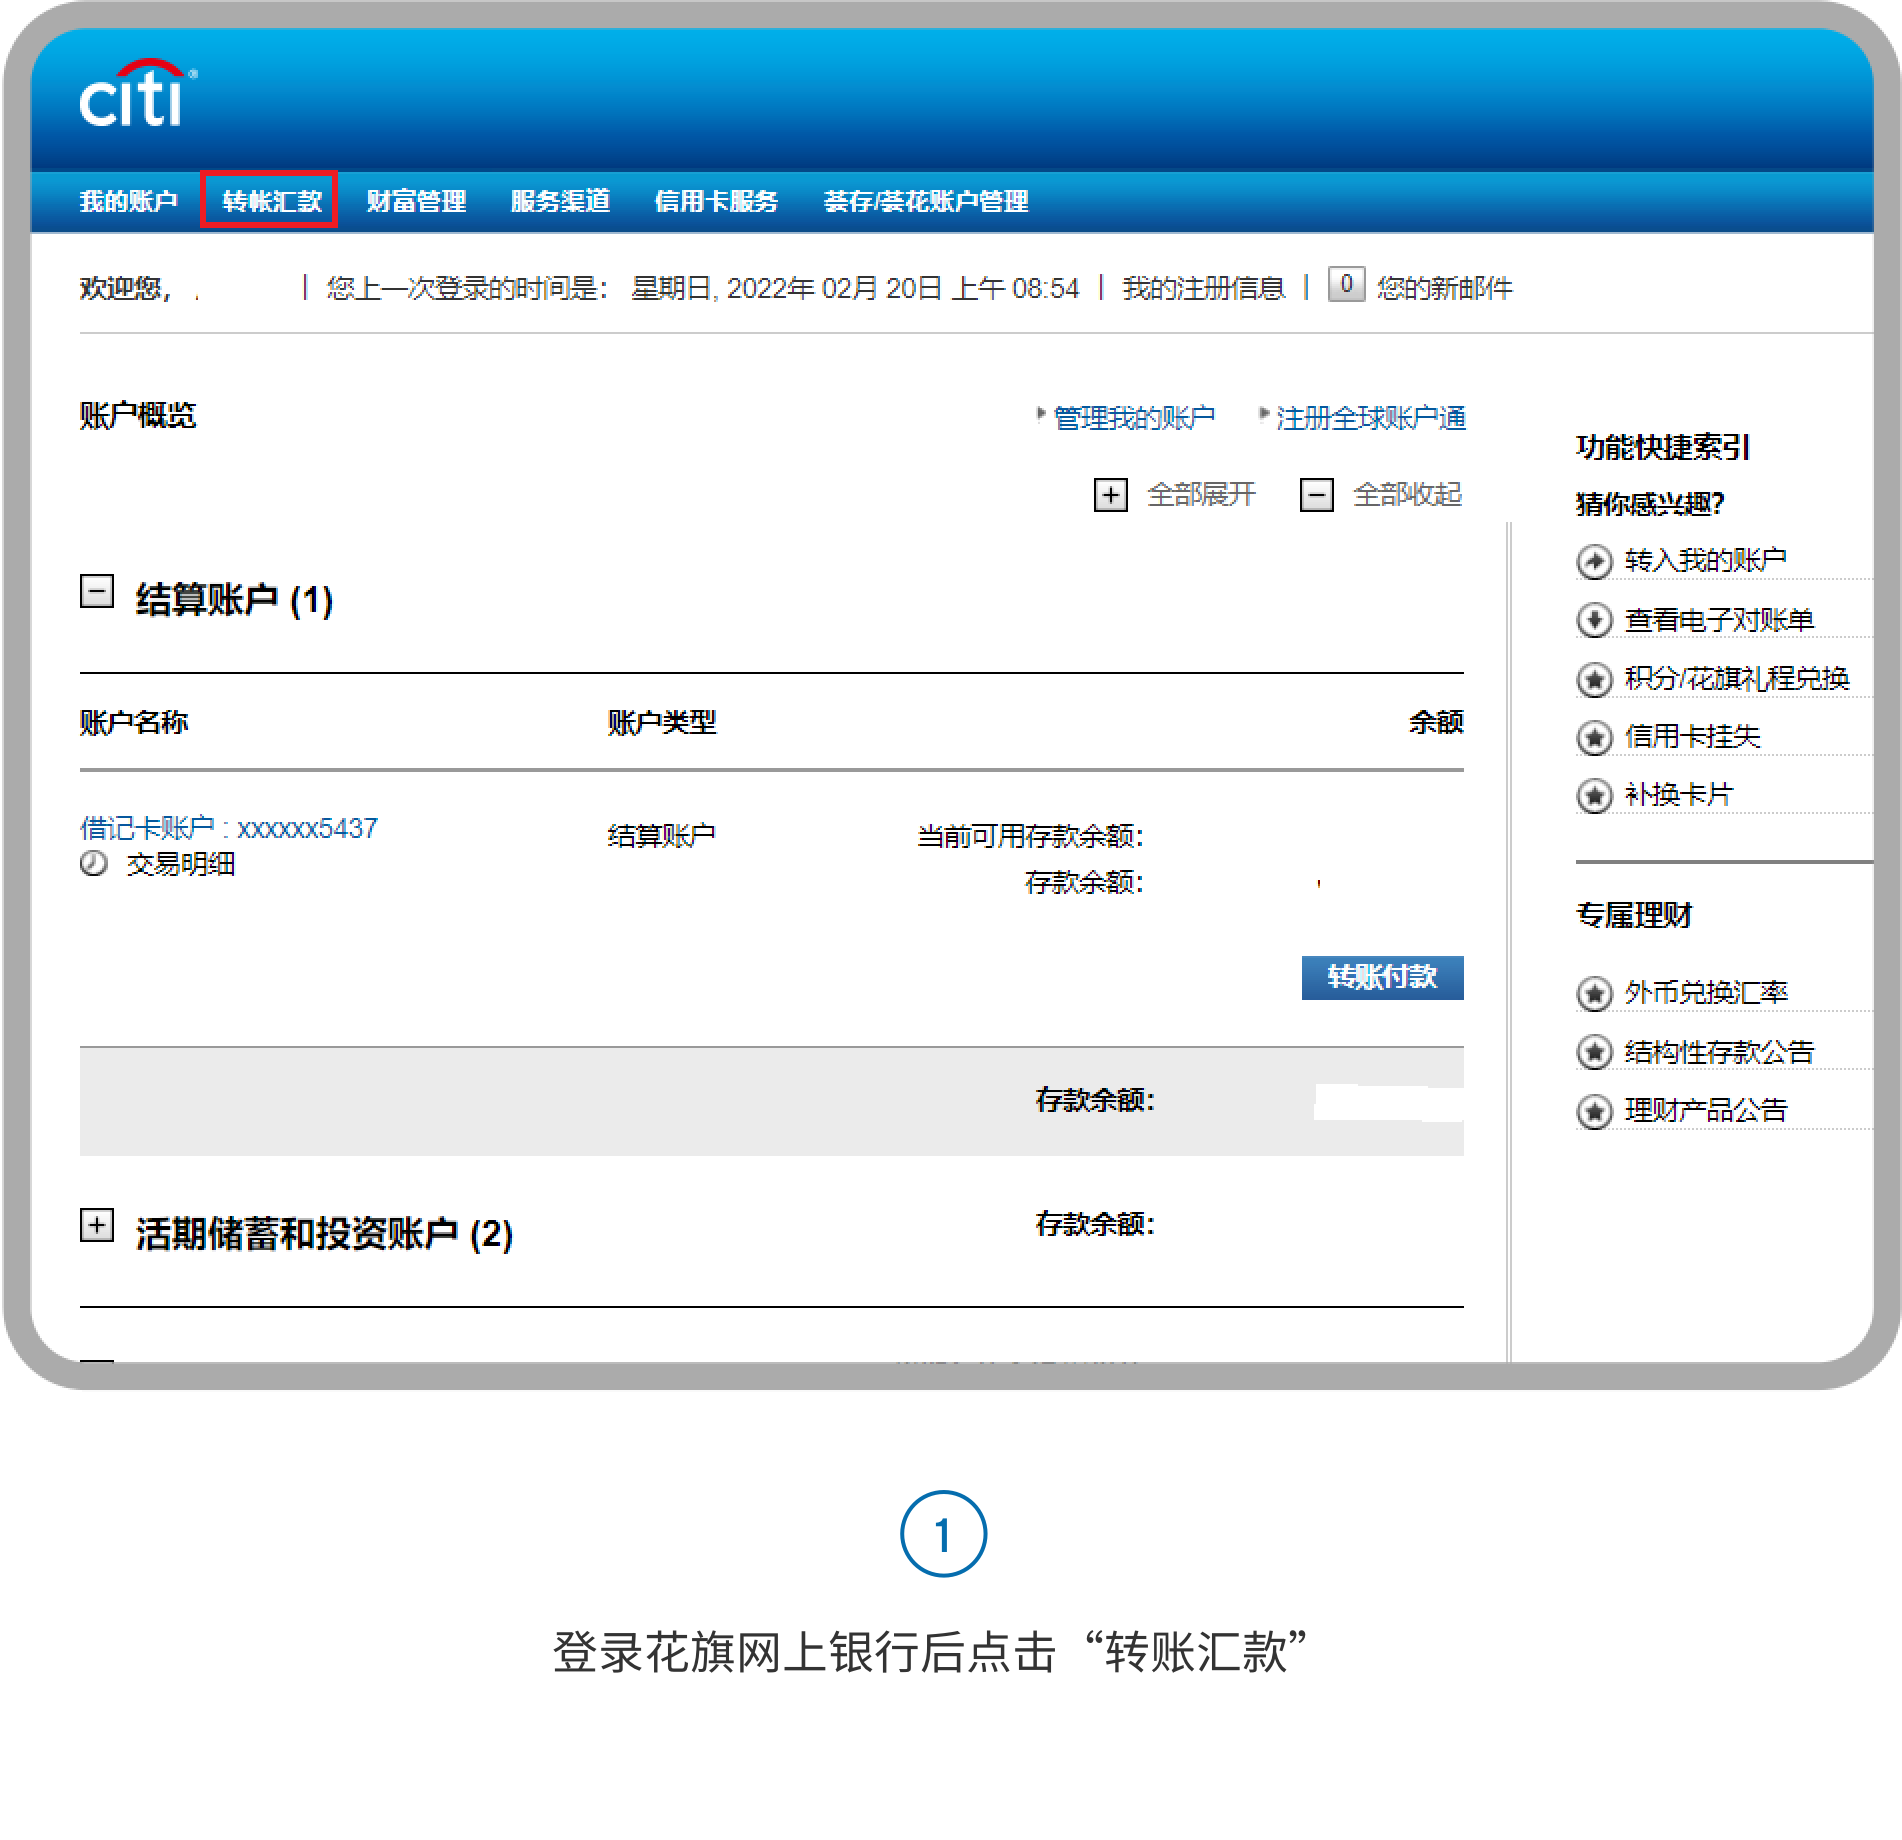 citi®
我的账户 转帐汇款 财富管理 服务渠道 信用卡服务 荟存/荟花账户管理
欢迎您, | 您上一次登录的时间是： 星期日, 2022年 02月 20日 上午 08:54 | 我的注册信息 | 0 您的新邮件
账户概览
管理我的账户 注册全球账户通
+ 全部展开 − 全部收起
− 结算账户 (1)
账户名称 账户类型 余额
借记卡账户 : xxxxxx5437
交易明细
结算账户
当前可用存款余额：
存款余额：
转账付款
存款余额：
+ 活期储蓄和投资账户 (2) 存款余额：
功能快捷索引
猜你感兴趣?
转入我的账户
查看电子对账单
积分/花旗礼程兑换
信用卡挂失
补换卡片
专属理财
外币兑换汇率
结构性存款公告
理财产品公告
1
登录花旗网上银行后点击“转账汇款”